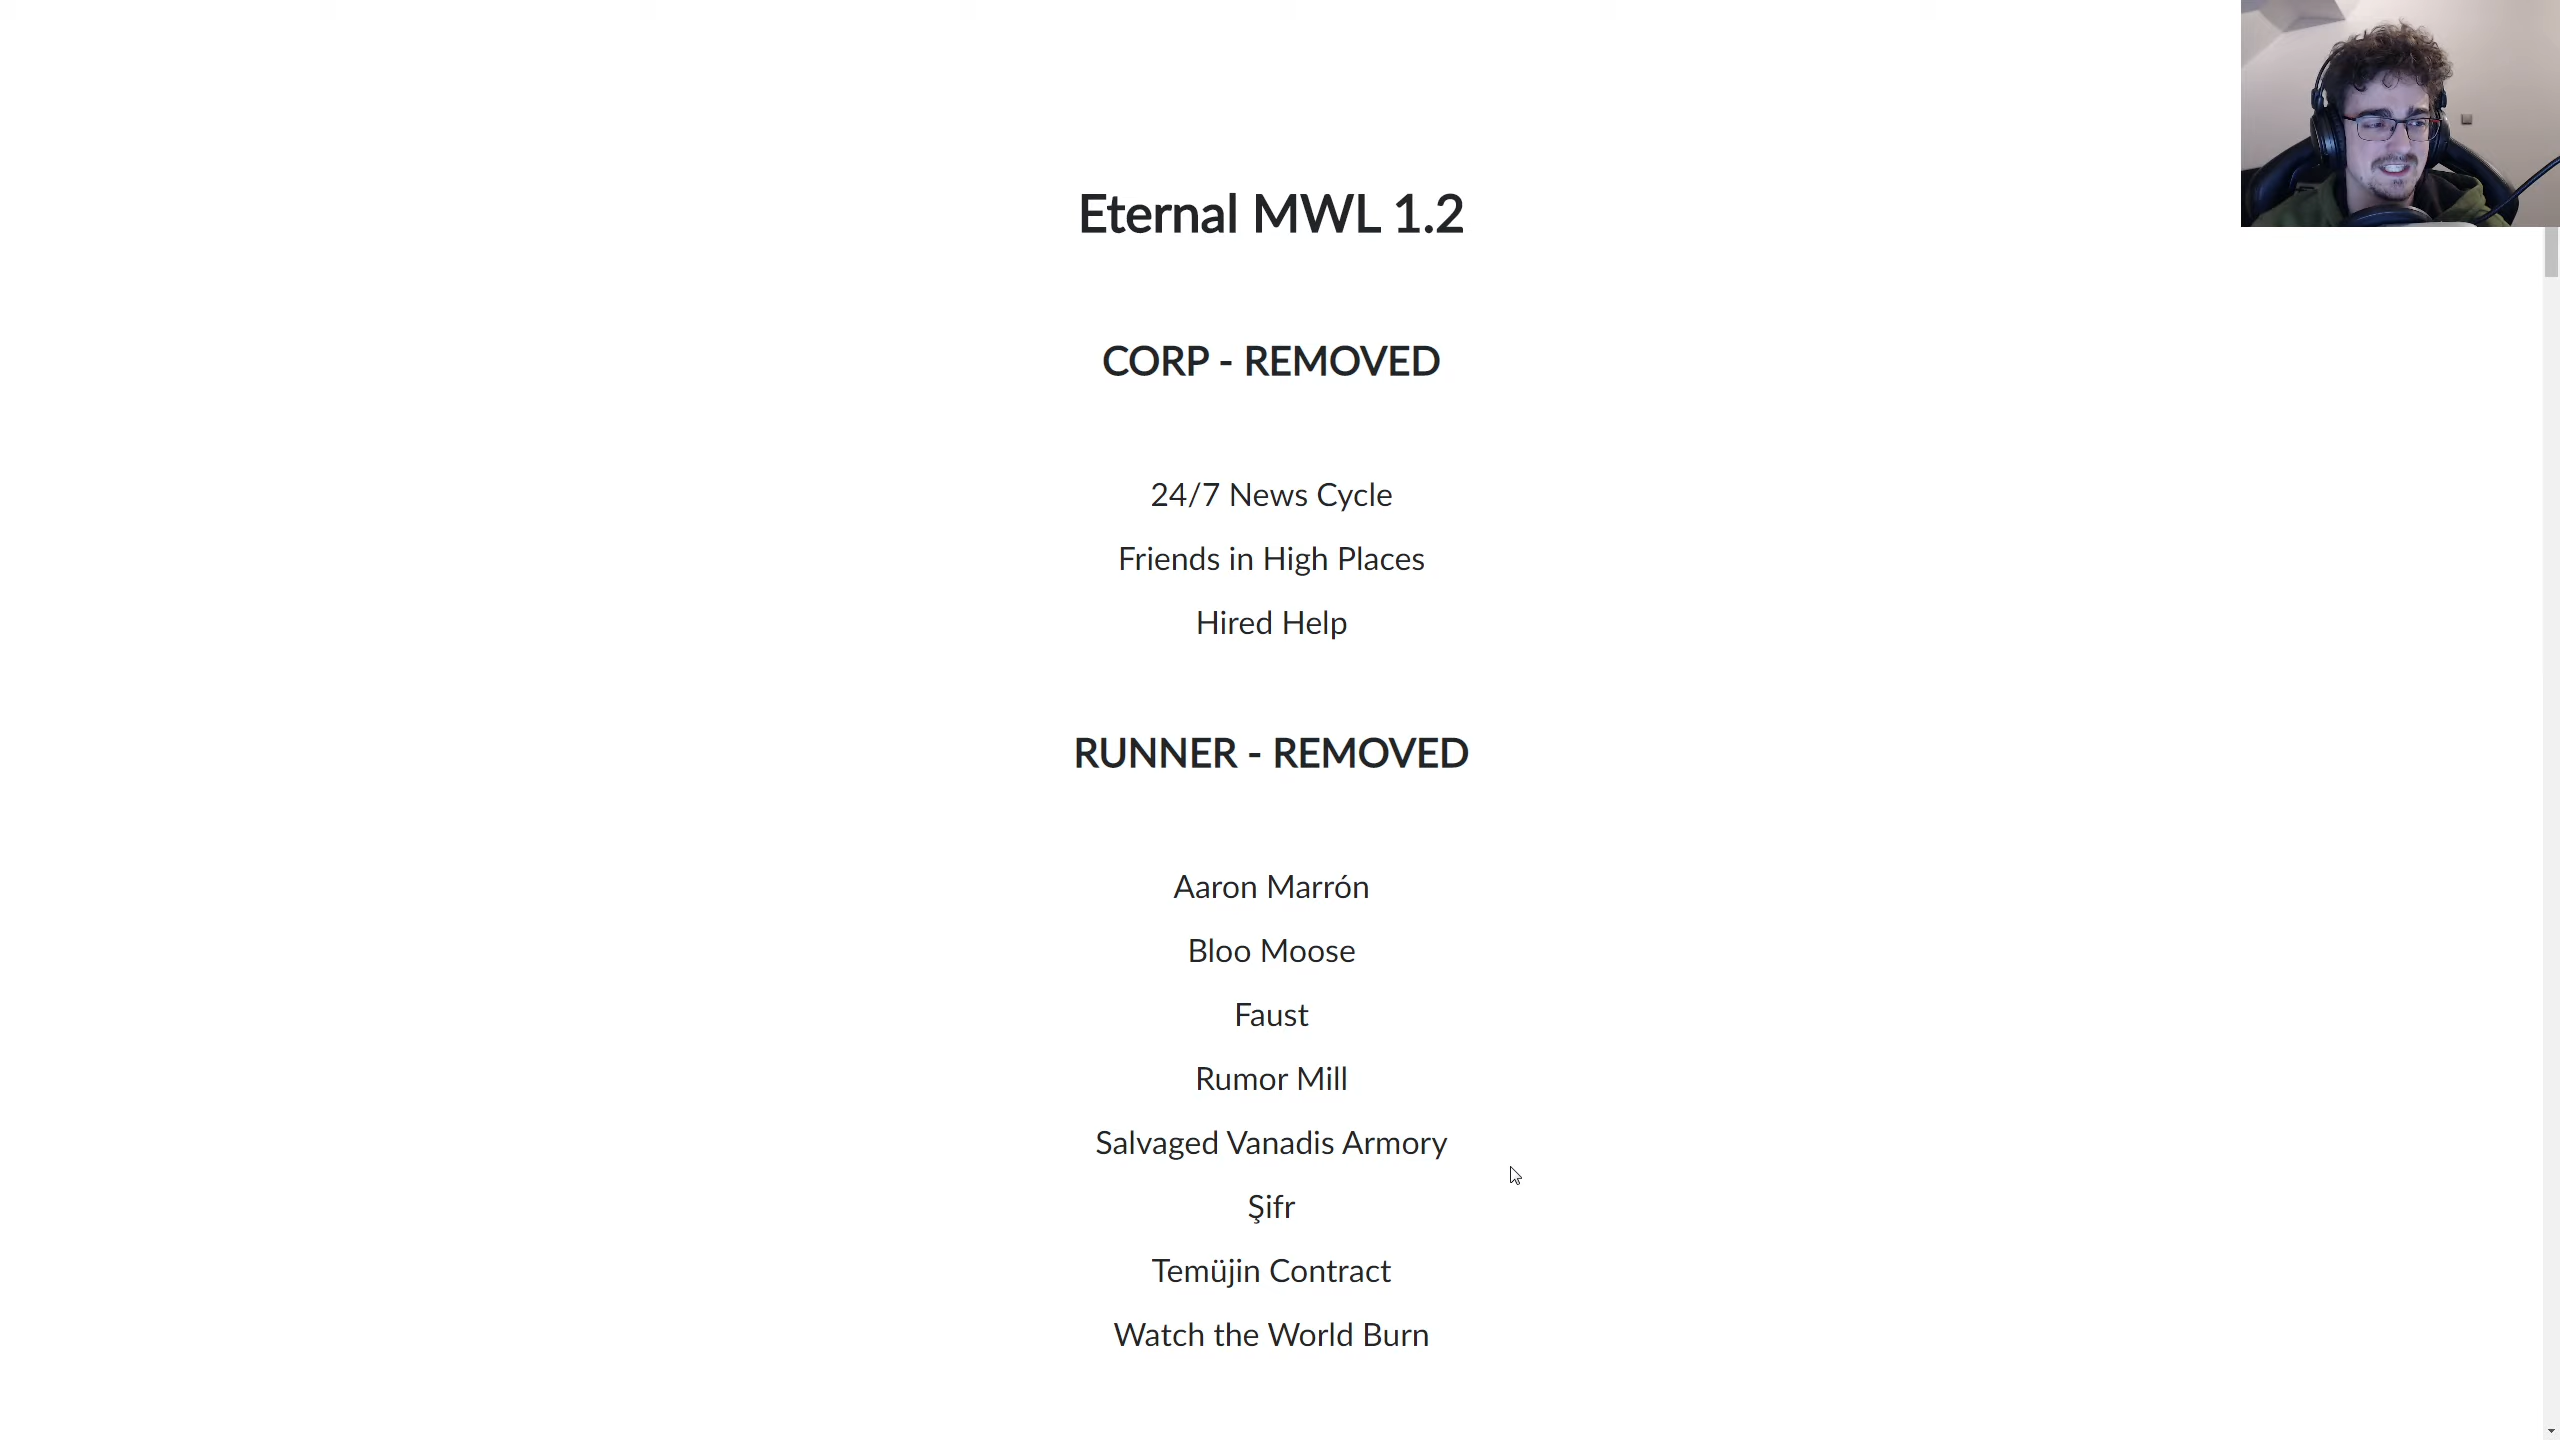 Eternal MWL 1.2
CORP - REMOVED
24/7 News Cycle
Friends in High Places
Hired Help
RUNNER - REMOVED
Aaron Marrón
Bloo Moose
Faust
Rumor Mill
Salvaged Vanadis Armory
Şifr
Temüjin Contract
Watch the World Burn